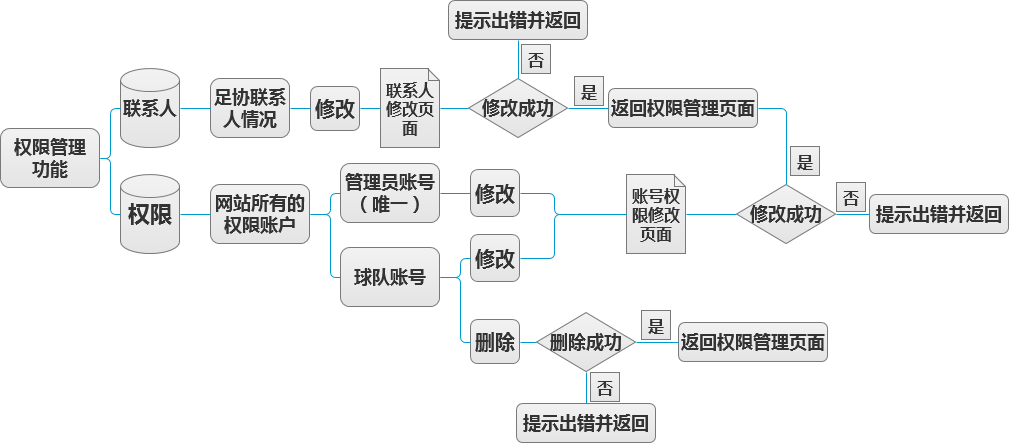 提示出错并返回
否
联系人
足协联系
人情况
修改
联系人
修改页
面
修改成功
是
返回权限管理页面
权限管理
功能
是
权限
网站所有的
权限账户
管理员账号
（唯一）
修改
账号权
限修改
页面
修改成功
否
提示出错并返回
球队账号
修改
删除
删除成功
是
返回权限管理页面
否
提示出错并返回